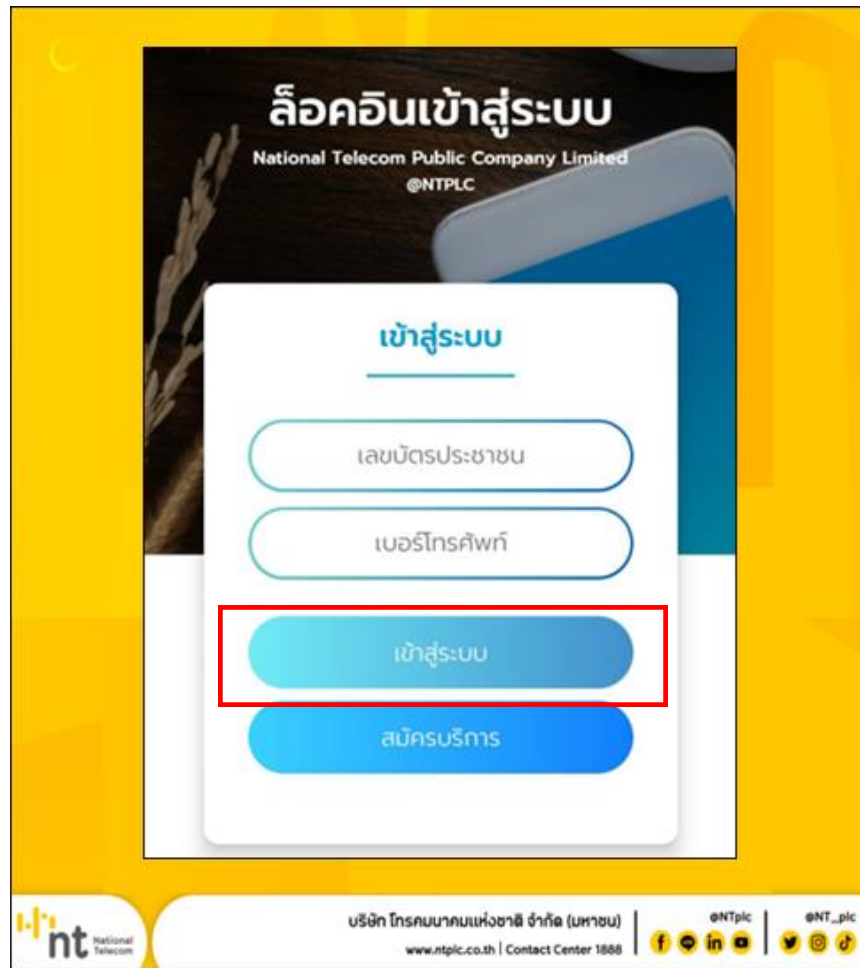 ล็อคอินเข้าสู่ระบบ
National Telecom Public Company Limited
@NTPLC
เข้าสู่ระบบ
เลขบัตรประชาชน
เบอร์โทรศัพท์
เข้าสู่ระบบ
สมัครบริการ
nt National Telecom
บริษัท โทรคมนาคมแห่งชาติ จำกัด (มหาชน)
www.ntplc.co.th | Contact Center 1888
@NTplc
@NT_plc